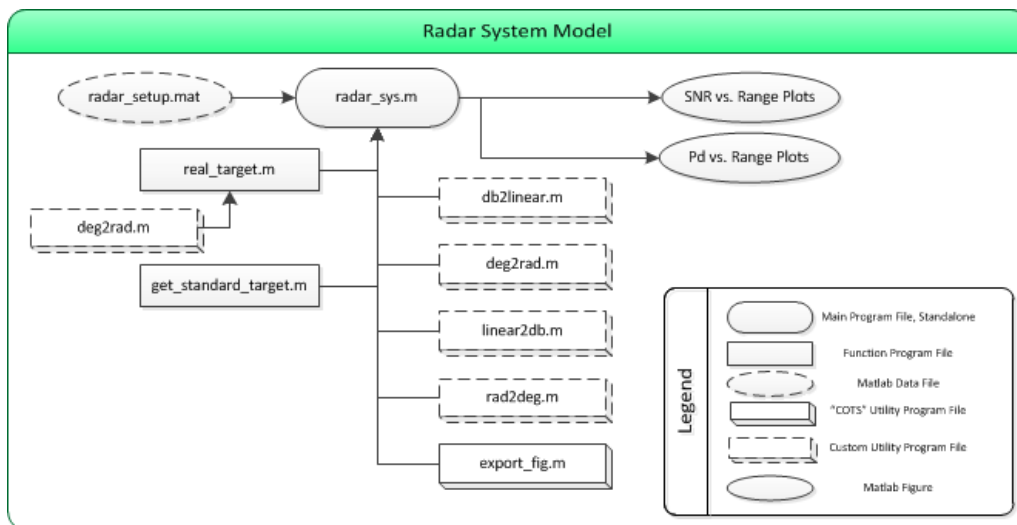 Radar System Model
radar_setup.mat
radar_sys.m
SNR vs. Range Plots
Pd vs. Range Plots
real_target.m
db2linear.m
deg2rad.m
deg2rad.m
get_standard_target.m
linear2db.m
rad2deg.m
export_fig.m
Legend
Main Program File, Standalone
Function Program File
Matlab Data File
"COTS" Utility Program File
Custom Utility Program File
Matlab Figure